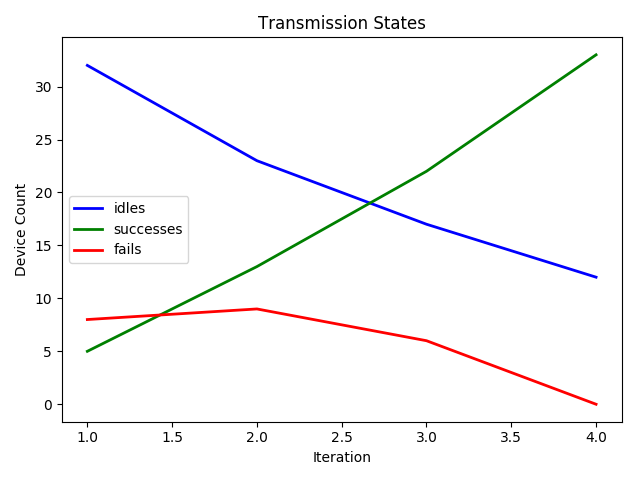 Transmission States
Device Count
30
25
20
15
10
5
0
idles
successes
fails
1.0 1.5 2.0 2.5 3.0 3.5 4.0
Iteration